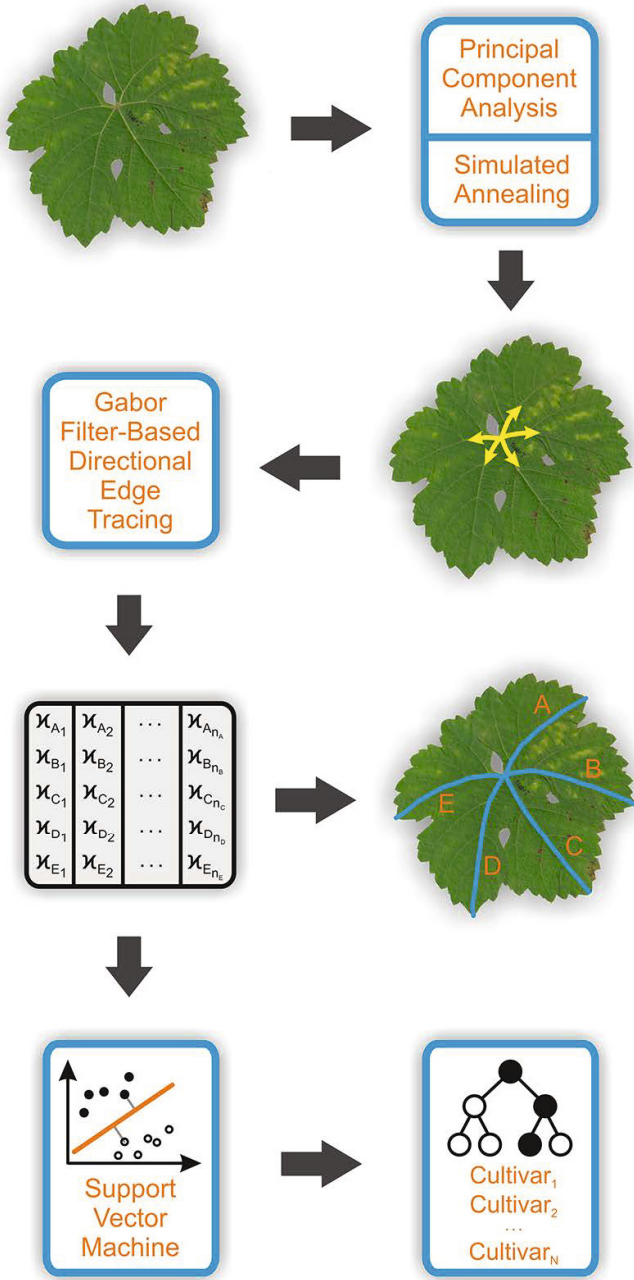 Principal
Component
Analysis
Simulated
Annealing
Gabor
Filter-Based
Directional
Edge
Tracing
ϰA₁ ϰA₂ ... ϰAₙA
ϰB₁ ϰB₂ ... ϰBₙB
ϰC₁ ϰC₂ ... ϰCₙC
ϰD₁ ϰD₂ ... ϰDₙD
ϰE₁ ϰE₂ ... ϰEₙE
A
B
E
C
D
Support
Vector
Machine
Cultivar₁
Cultivar₂
...
Cultivar_N